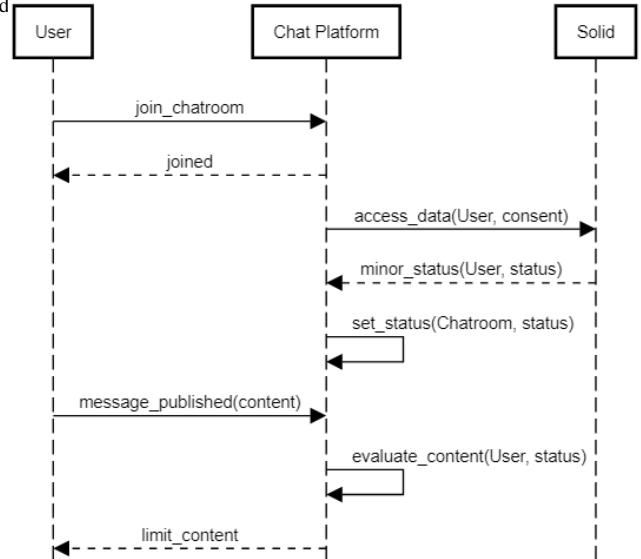 d
User
Chat Platform
Solid
join_chatroom
joined
access_data(User, consent)
minor_status(User, status)
set_status(Chatroom, status)
message_published(content)
evaluate_content(User, status)
limit_content